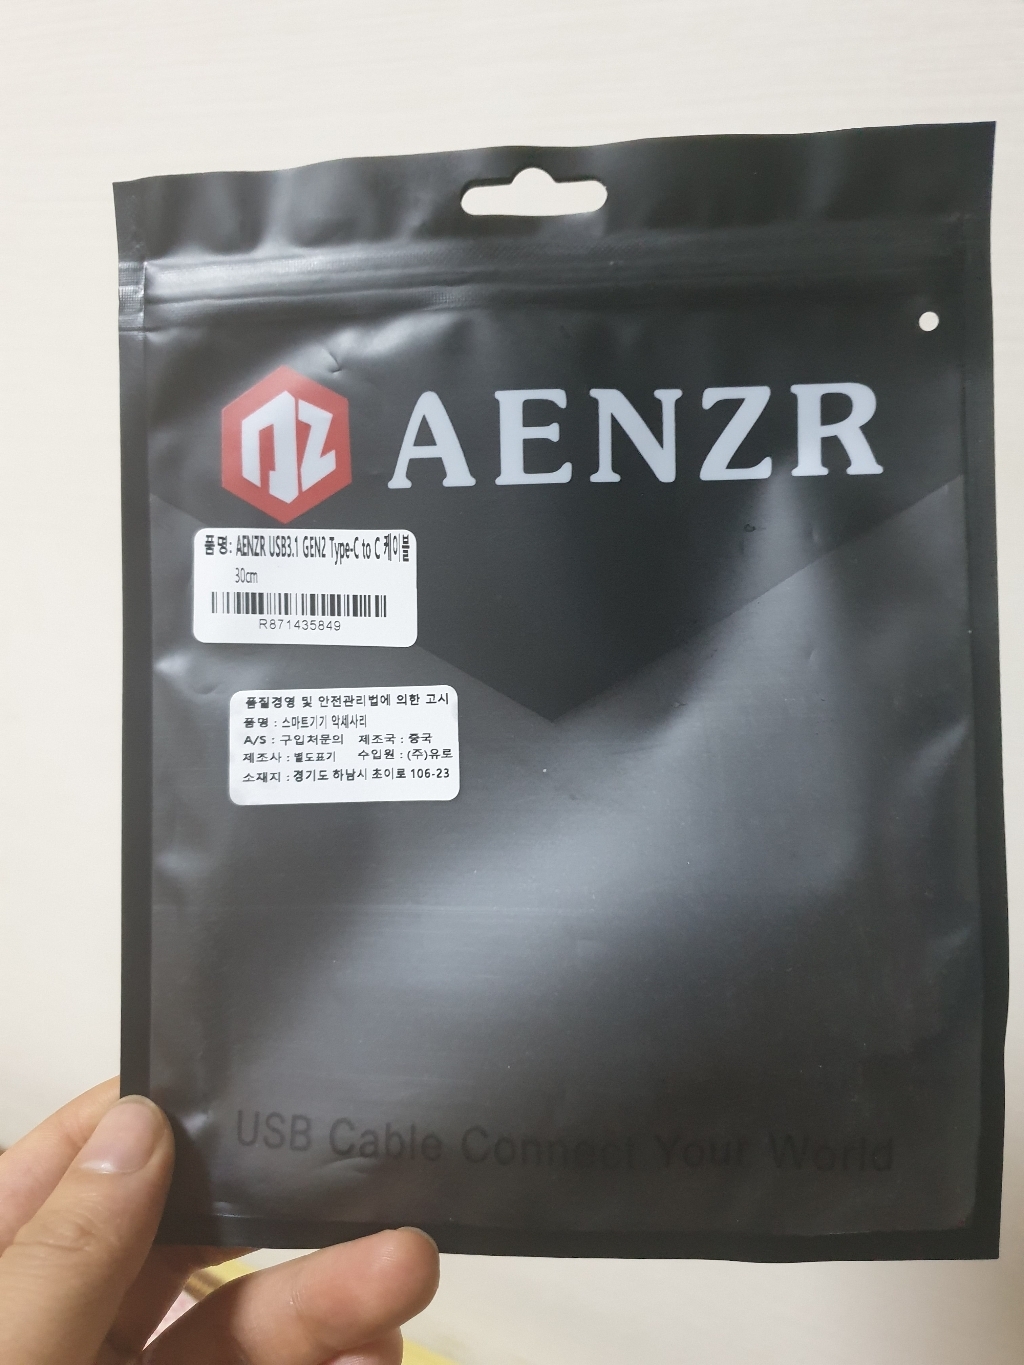 AZ
AENZR
품명: AENZR USB3.1 GEN2 Type-C to C 케이블
30cm
R871435849
품질경영 및 안전관리법에 의한 고시
품명 : 스마트기기 악세사리
A/S : 구입처문의 제조국 : 중국
제조사 : 별도표기 수입원 : (주)유로
소재지 : 경기도 하남시 초이로 106-23
USB Cable Connect Your World